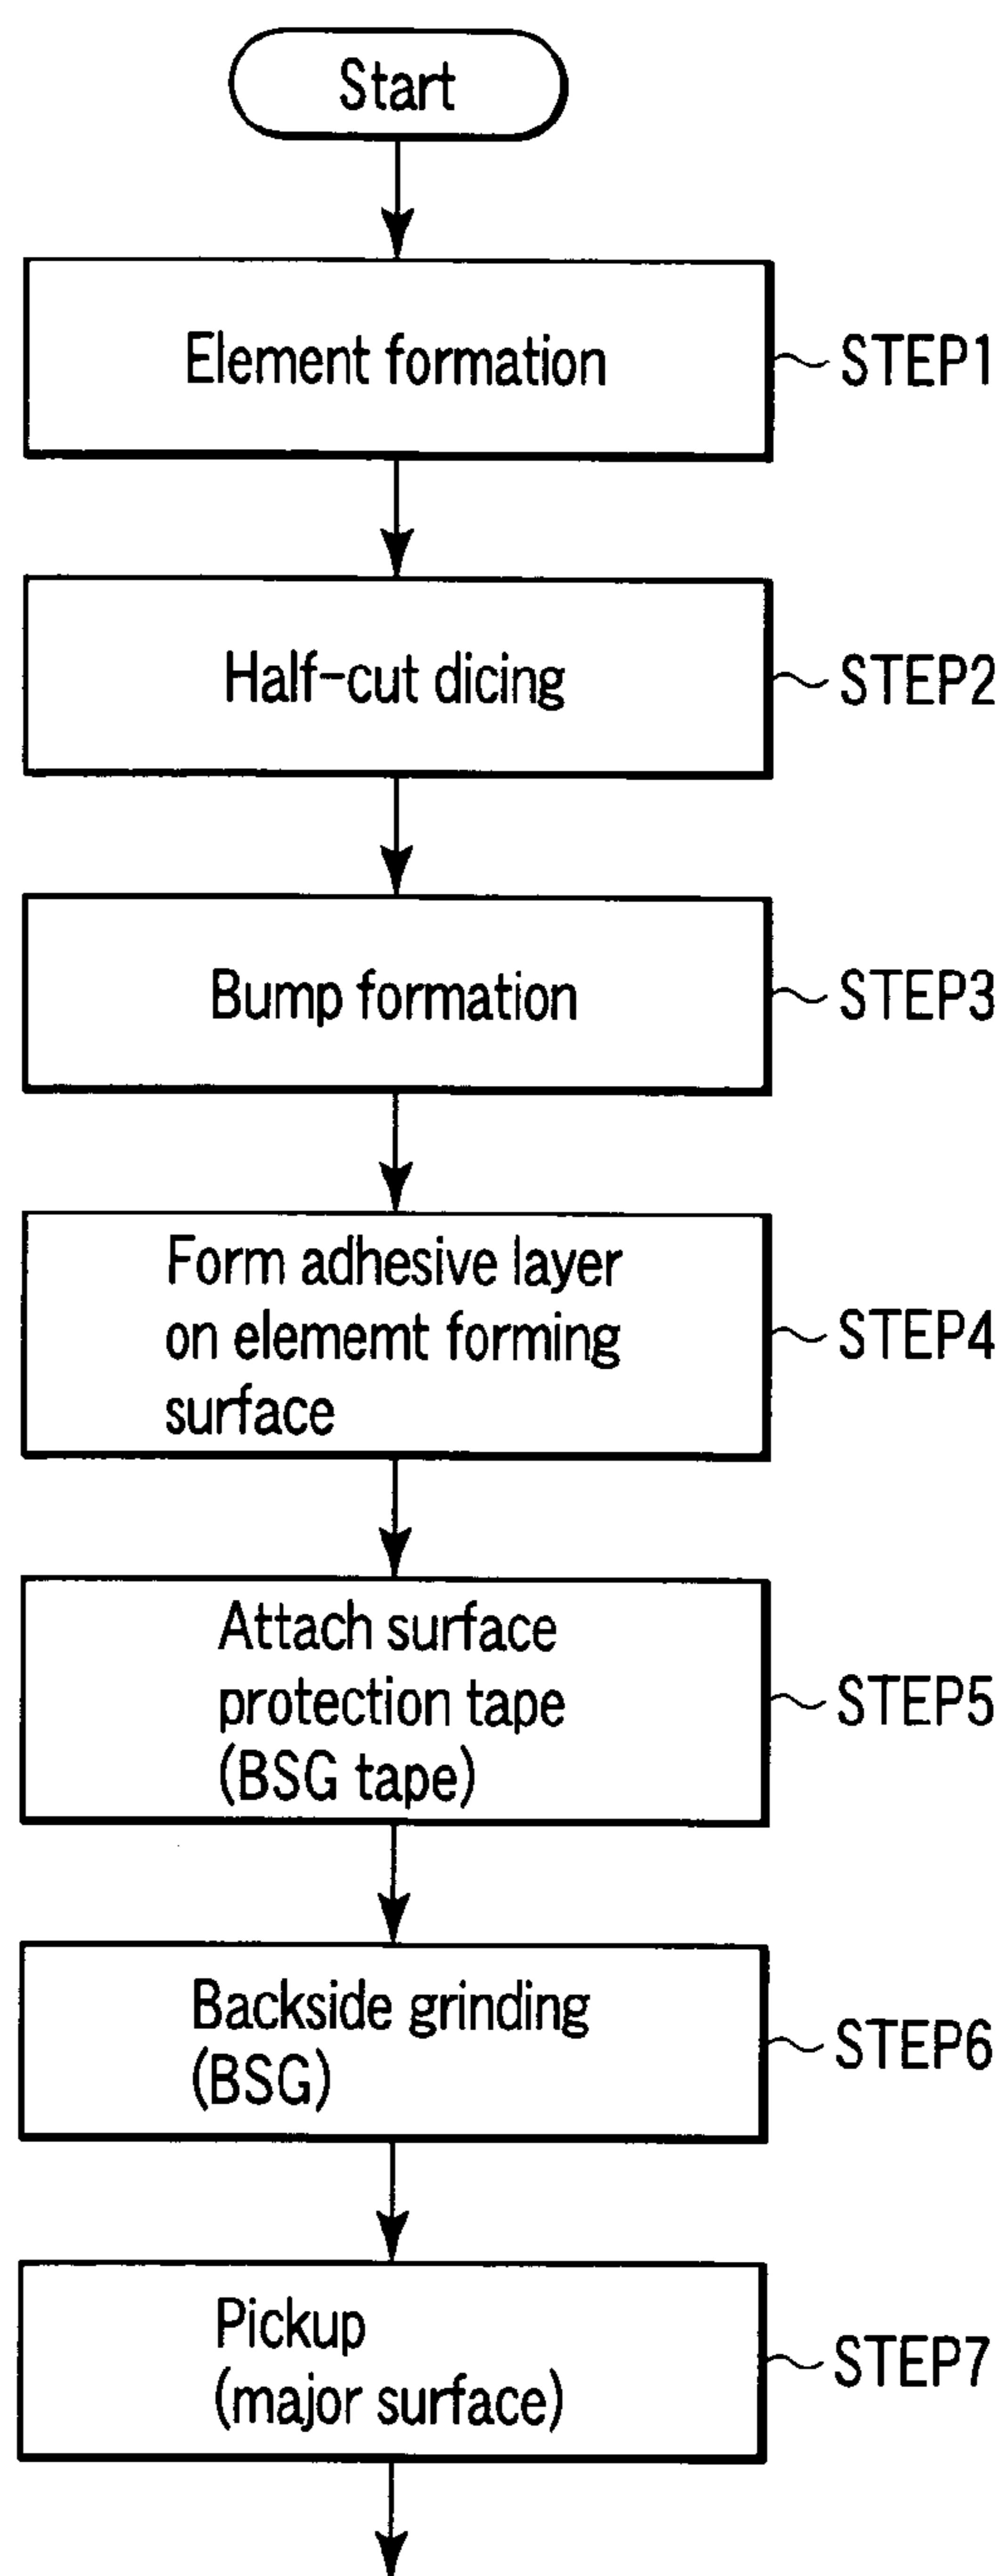 Start
Element formation
STEP1
Half-cut dicing
STEP2
Bump formation
STEP3
Form adhesive layer
on elememt forming
surface
STEP4
Attach surface
protection tape
(BSG tape)
STEP5
Backside grinding
(BSG)
STEP6
Pickup
(major surface)
STEP7